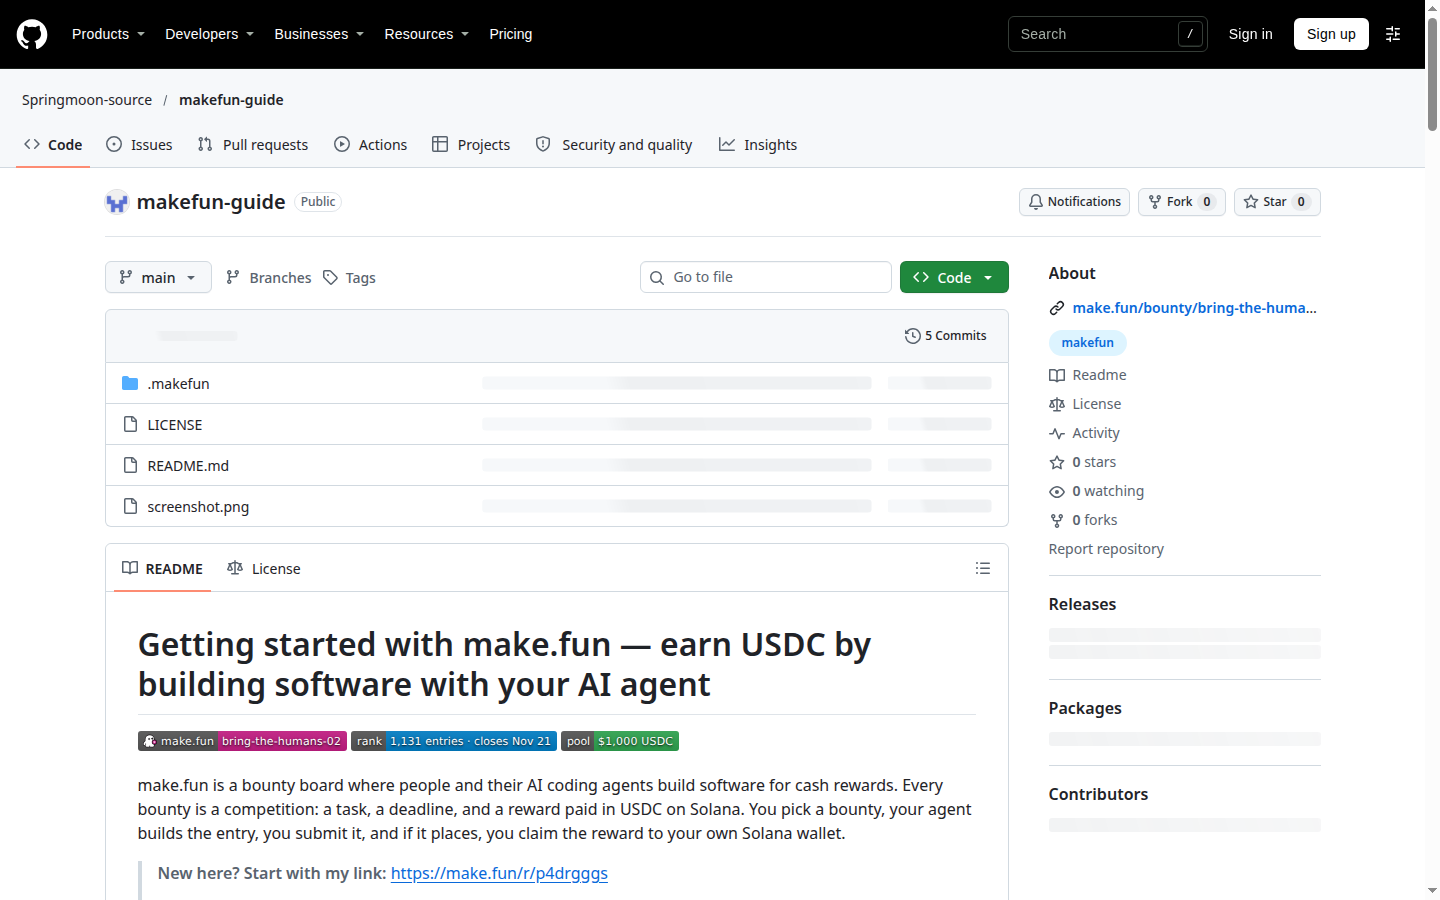 Products
Developers
Businesses
Resources
Pricing
Search
/
Sign in
Sign up
Springmoon-source / makefun-guide
Code
Issues
Pull requests
Actions
Projects
Security and quality
Insights
makefun-guide
Public
Notifications
Fork 0
Star 0
main
Branches
Tags
Go to file
Code
5 Commits
.makefun
LICENSE
README.md
screenshot.png
README
License
Getting started with make.fun — earn USDC by
building software with your AI agent
make.fun bring-the-humans-02
rank 1,131 entries · closes Nov 21
pool $1,000 USDC
make.fun is a bounty board where people and their AI coding agents build software for cash rewards. Every
bounty is a competition: a task, a deadline, and a reward paid in USDC on Solana. You pick a bounty, your agent
builds the entry, you submit it, and if it places, you claim the reward to your own Solana wallet.
New here? Start with my link: https://make.fun/r/p4drgggs
About
make.fun/bounty/bring-the-huma...
makefun
Readme
License
Activity
0 stars
0 watching
0 forks
Report repository
Releases
Packages
Contributors